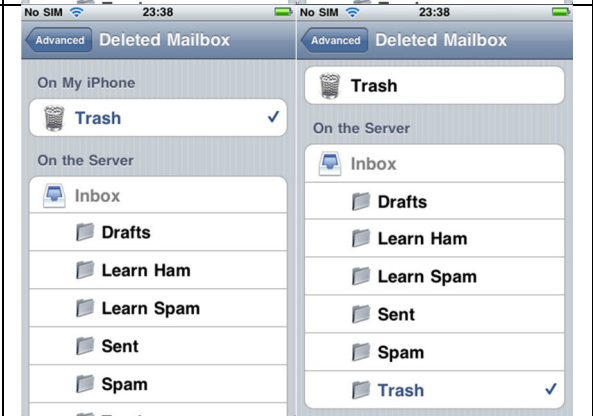 No SIM 23:38
Advanced Deleted Mailbox
On My iPhone
Trash
On the Server
Inbox
Drafts
Learn Ham
Learn Spam
Sent
Spam
No SIM 23:38
Advanced Deleted Mailbox
Trash
On the Server
Inbox
Drafts
Learn Ham
Learn Spam
Sent
Spam
Trash